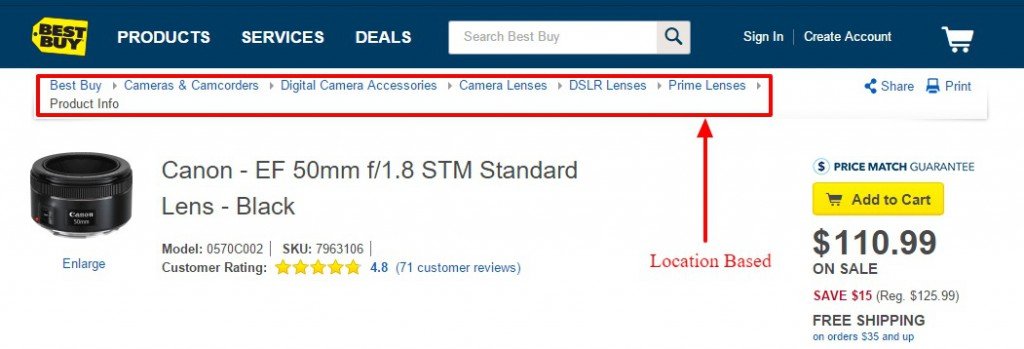 BEST BUY
PRODUCTS SERVICES DEALS Search Best Buy Sign In Create Account
Best Buy Cameras & Camcorders Digital Camera Accessories Camera Lenses DSLR Lenses Prime Lenses
Product Info
Share Print
Canon - EF 50mm f/1.8 STM Standard
Lens - Black
Canon
50mm
Enlarge
Model: 0570C002 SKU: 7963106
Customer Rating: 4.8 (71 customer reviews)
Location Based
$ PRICE MATCH GUARANTEE
Add to Cart
$110.99
ON SALE
SAVE $15 (Reg. $125.99)
FREE SHIPPING
on orders $35 and up